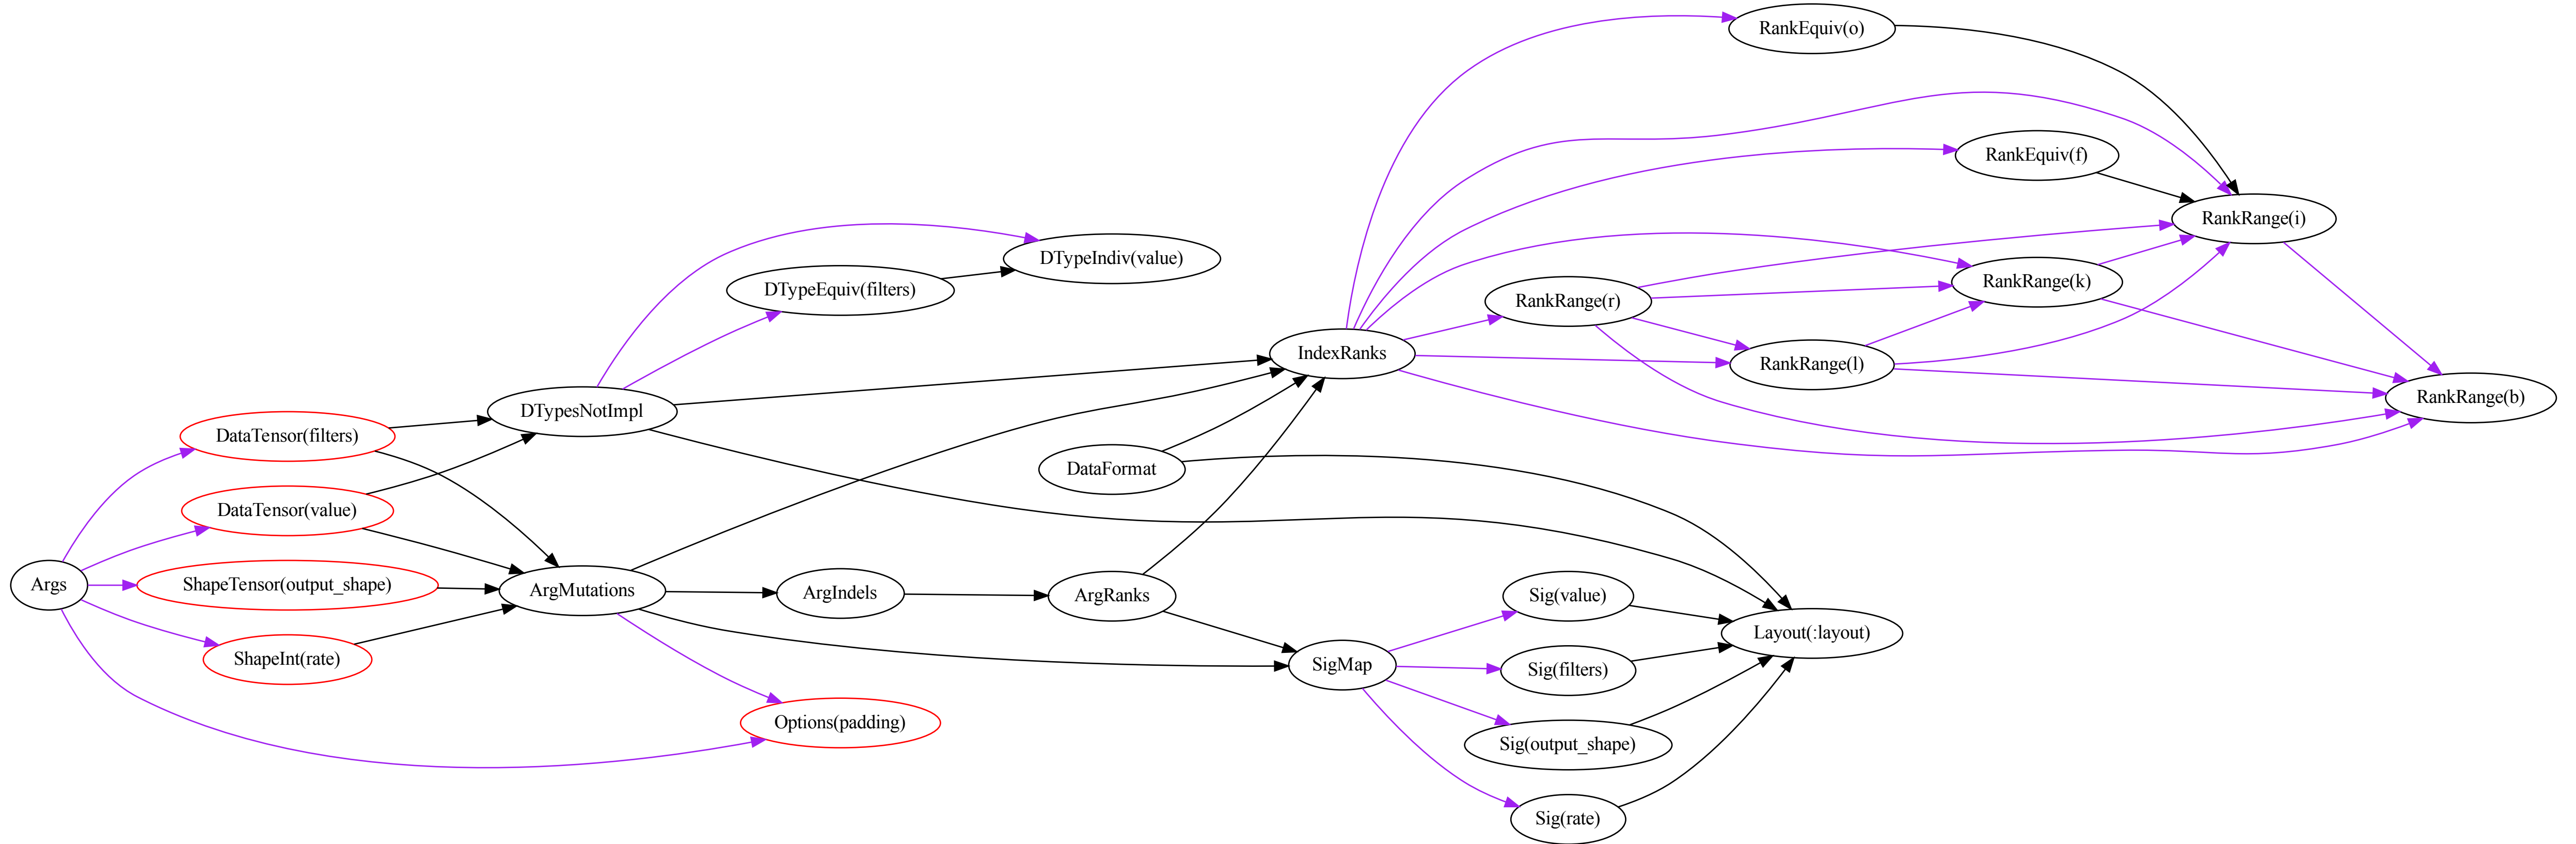 RankEquiv(o)
RankEquiv(f)
RankRange(i)
DTypeIndiv(value)
DTypeEquiv(filters)
RankRange(k)
RankRange(r)
IndexRanks
RankRange(l)
RankRange(b)
DTypesNotImpl
DataTensor(filters)
DataFormat
DataTensor(value)
Args
ShapeTensor(output_shape)
ArgMutations
ArgIndels
ArgRanks
Sig(value)
Layout(:layout)
ShapeInt(rate)
SigMap
Sig(filters)
Options(padding)
Sig(output_shape)
Sig(rate)